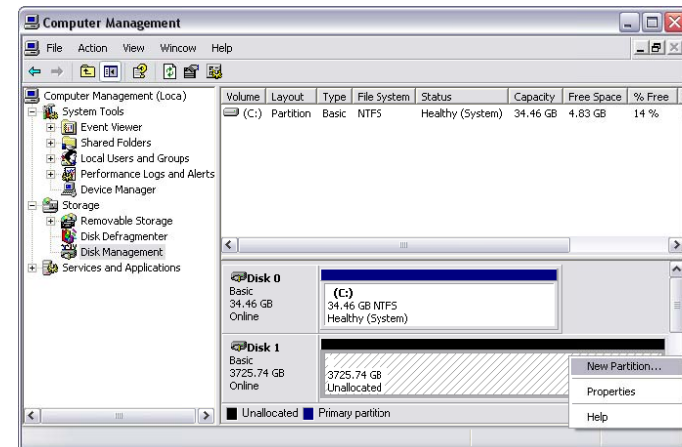 Computer Management
File Action View Wincow Help
Computer Management (Loca)
System Tools
Event Viewer
Shared Folders
Local Users and Groups
Performance Logs and Alerts
Device Manager
Storage
Removable Storage
Disk Defragmenter
Disk Management
Services and Applications
Volume Layout Type File System Status Capacity Free Space % Free
(C:) Partition Basic NTFS Healthy (System) 34.46 GB 4.83 GB 14 %
Disk 0
Basic
34.46 GB
Online
(C:)
34.46 GB NTFS
Healthy (System)
Disk 1
Basic
3725.74 GB
Online
3725.74 GB
Unallocated
New Partition...
Properties
Help
Unallocated Primary partition